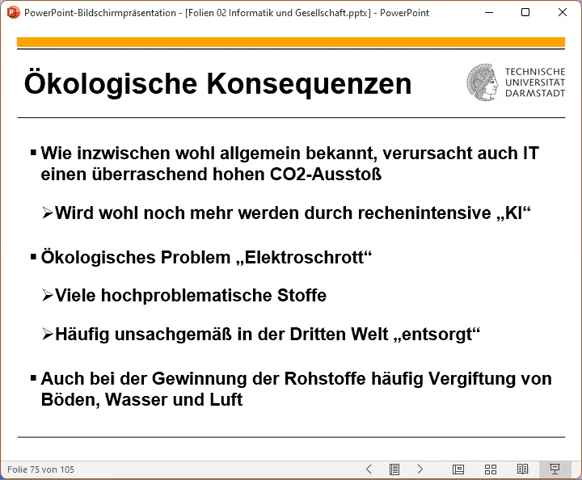 PowerPoint-Bildschirmpräsentation - [Folien 02 Informatik und Gesellschaft.pptx] - PowerPoint
Ökologische Konsequenzen
TECHNISCHE
UNIVERSITÄT
DARMSTADT
▪ Wie inzwischen wohl allgemein bekannt, verursacht auch IT
einen überraschend hohen CO2-Ausstoß
➢Wird wohl noch mehr werden durch rechenintensive „KI“
▪ Ökologisches Problem „Elektroschrott“
➢Viele hochproblematische Stoffe
➢Häufig unsachgemäß in der Dritten Welt „entsorgt“
▪ Auch bei der Gewinnung der Rohstoffe häufig Vergiftung von
Böden, Wasser und Luft
Folie 75 von 105